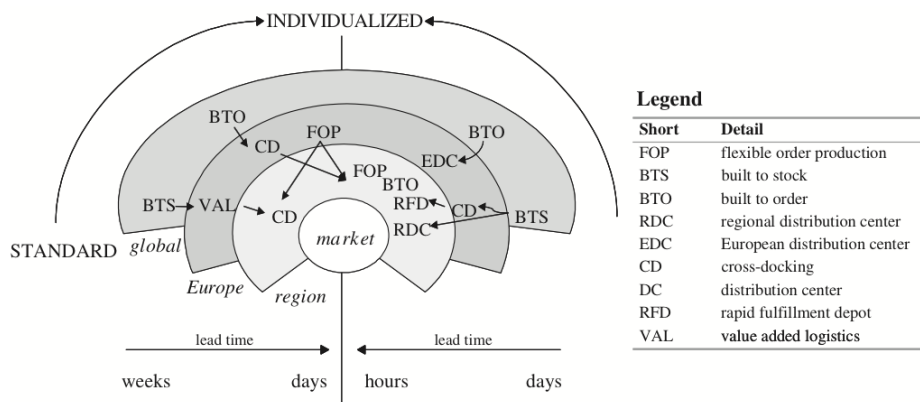 INDIVIDUALIZED
BTO
FOP
BTO
CD
EDC
FOP
BTO
BTS
VAL
CD
RFD
CD
BTS
RDC
market
STANDARD
global
Europe
region
lead time
lead time
weeks
days
hours
days
Legend
Short Detail
FOP flexible order production
BTS built to stock
BTO built to order
RDC regional distribution center
EDC European distribution center
CD cross-docking
DC distribution center
RFD rapid fulfillment depot
VAL value added logistics